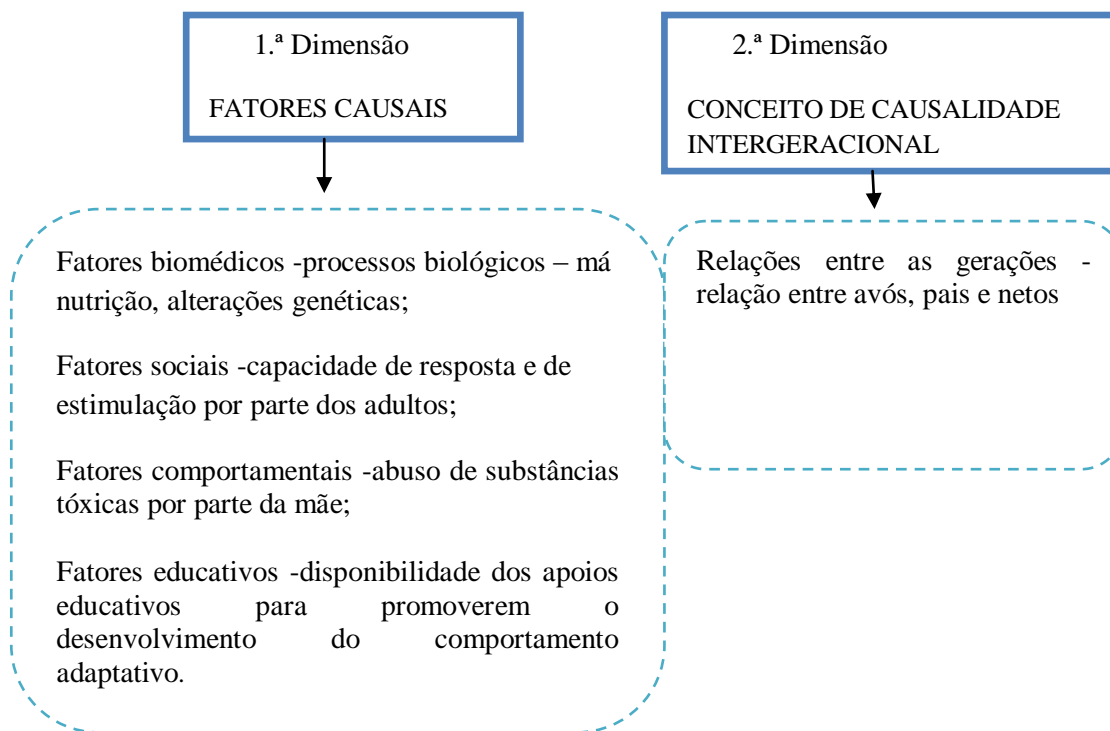 1.ª Dimensão
FATORES CAUSAIS
2.ª Dimensão
CONCEITO DE CAUSALIDADE
INTERGERACIONAL
Fatores biomédicos -processos biológicos – má
nutrição, alterações genéticas;
Fatores sociais -capacidade de resposta e de
estimulação por parte dos adultos;
Fatores comportamentais -abuso de substâncias
tóxicas por parte da mãe;
Fatores educativos -disponibilidade dos apoios
educativos para promoverem o
desenvolvimento do comportamento
adaptativo.
Relações entre as gerações -
relação entre avós, pais e netos